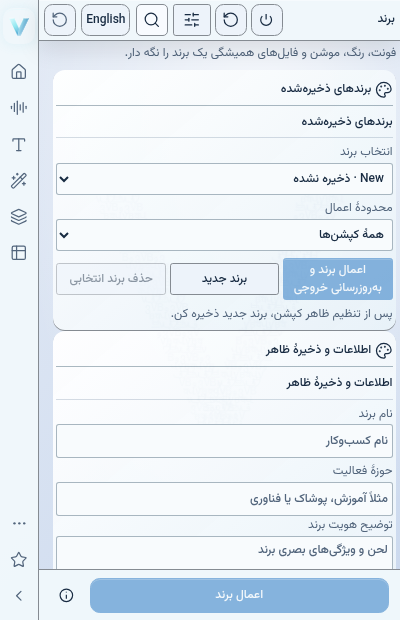 برند
English
فونت، رنگ، موشن و فایل‌های همیشگی یک برند را نگه دار.
برندهای ذخیره‌شده
برندهای ذخیره‌شده
انتخاب برند
New · ذخیره نشده
محدودهٔ اعمال
همهٔ کپشن‌ها
اعمال برند و
به‌روزرسانی خروجی
برند جدید
حذف برند انتخابی
پس از تنظیم ظاهر کپشن، برند جدید ذخیره کن.
اطلاعات و ذخیرهٔ ظاهر
اطلاعات و ذخیرهٔ ظاهر
نام برند
نام کسب‌وکار
حوزهٔ فعالیت
مثلاً آموزش، پوشاک یا فناوری
توضیح هویت برند
لحن و ویژگی‌های بصری برند
اعمال برند